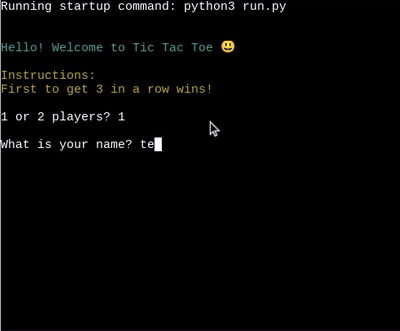 Running startup command: python3 run.py
Hello! Welcome to Tic Tac Toe 😃
Instructions:
First to get 3 in a row wins!
1 or 2 players? 1
What is your name? te